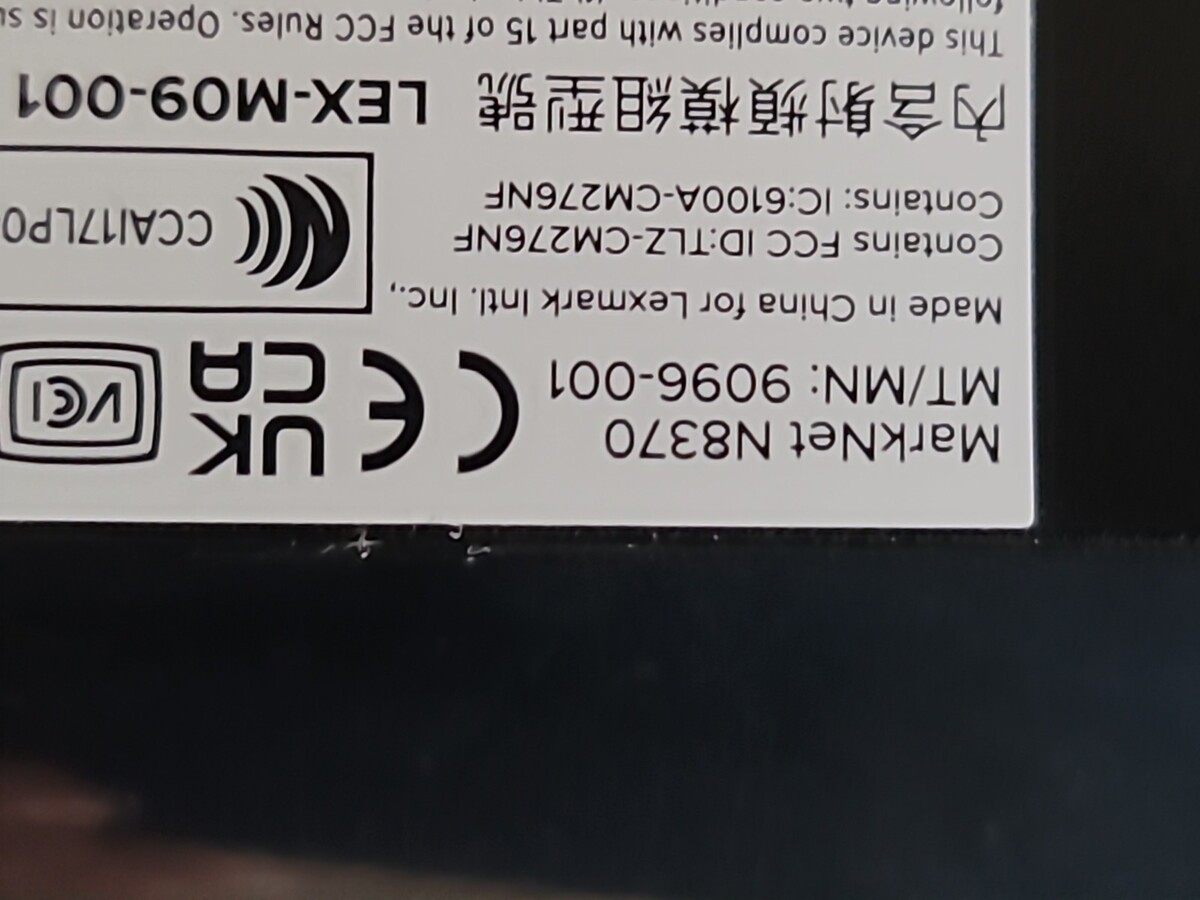 MarkNet N8370
MT/MN: 9096-001
CE
UK
CA
VCI
Made in China for Lexmark Intl. Inc.,
Contains FCC ID:TLZ-CM276NF
Contains: IC:6100A-CM276NF
CCAI17LP0
內含射頻模組型號 LEX-M09-001
This device complies with part 15 of the FCC Rules. Operation is su